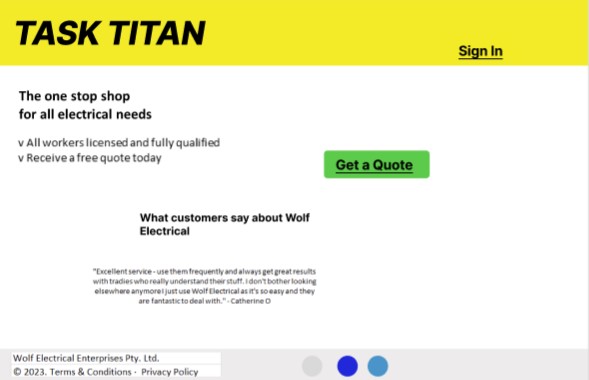 TASK TITAN
Sign In
The one stop shop
for all electrical needs
v All workers licensed and fully qualified
v Receive a free quote today
Get a Quote
What customers say about Wolf
Electrical
"Excellent service - use them frequently and always get great results
with tradies who really understand their stuff. I don't bother looking
elsewhere anymore I just use Wolf Electrical as it's so easy and they
are fantastic to deal with." - Catherine O
Wolf Electrical Enterprises Pty. Ltd.
© 2023. Terms & Conditions · Privacy Policy